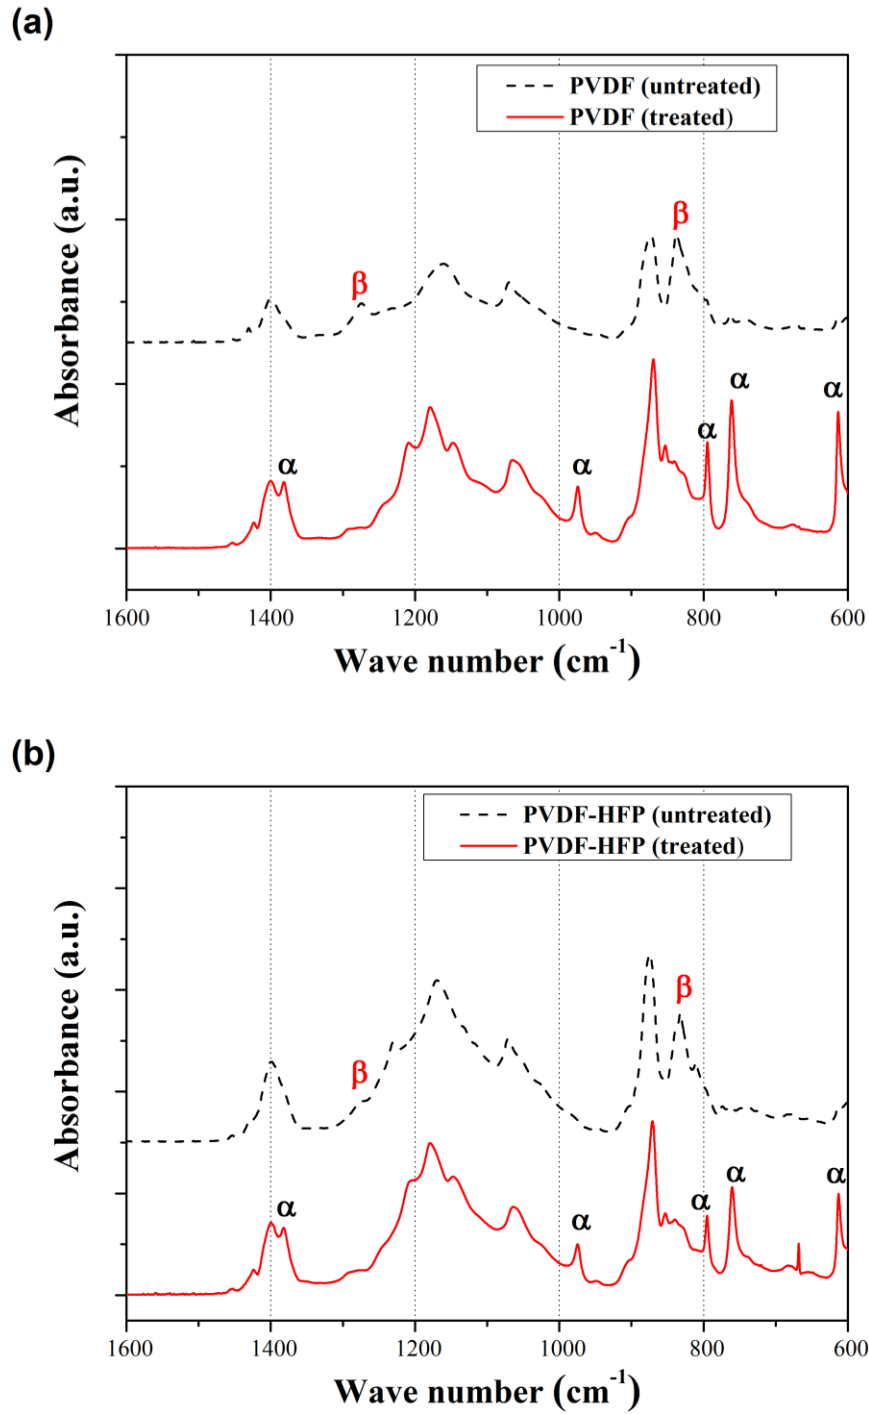 (a)
PVDF (untreated)
PVDF (treated)
β
β
α
α
α
α
α
Absorbance (a.u.)
1600 1400 1200 1000 800 600
Wave number (cm⁻¹)
(b)
PVDF-HFP (untreated)
PVDF-HFP (treated)
β
β
α
α
α
α
α
Absorbance (a.u.)
1600 1400 1200 1000 800 600
Wave number (cm⁻¹)